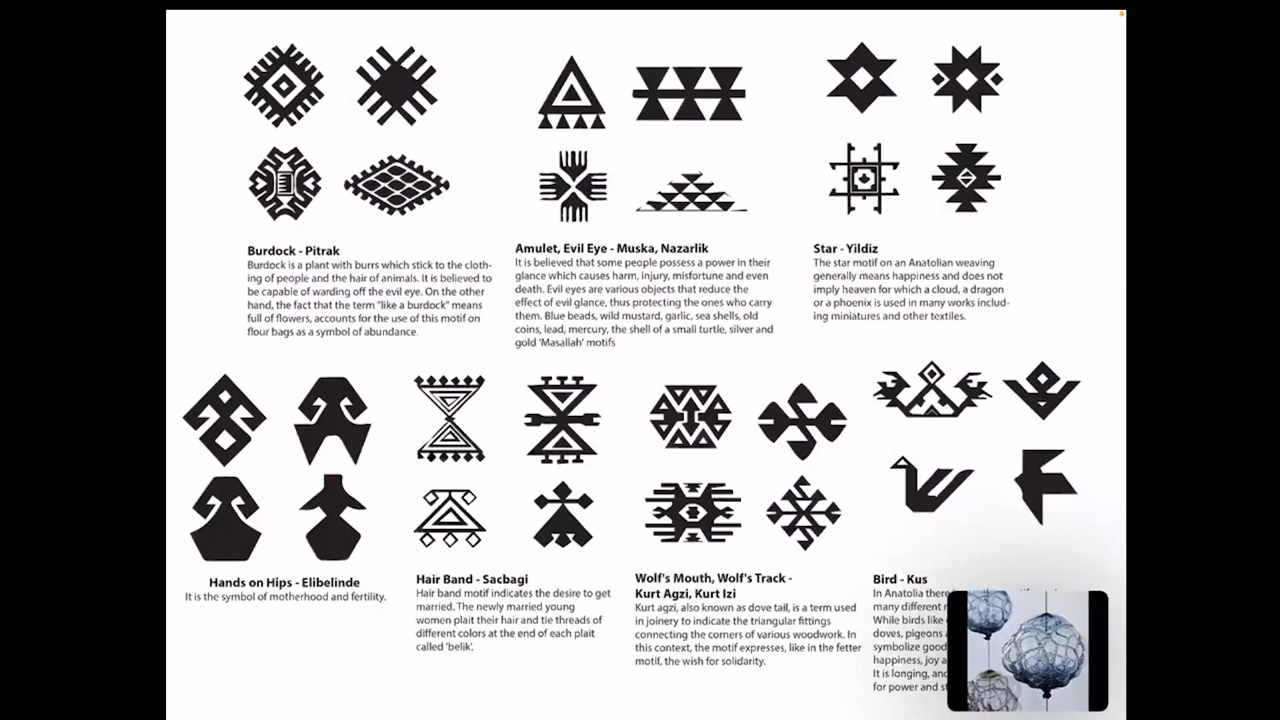 Burdock - Pitrak
Burdock is a plant with burrs which stick to the cloth-
ing of people and the hair of animals. It is believed to
be capable of warding off the evil eye. On the other
hand, the fact that the term "like a burdock" means
full of flowers, accounts for the use of this motif on
flour bags as a symbol of abundance.
Amulet, Evil Eye - Muska, Nazarlik
It is believed that some people possess a power in their
glance which causes harm, injury, misfortune and even
death. Evil eyes are various objects that reduce the
effect of evil glance, thus protecting the ones who carry
them. Blue beads, wild mustard, garlic, sea shells, old
coins, lead, mercury, the shell of a small turtle, silver and
gold 'Masallah' motifs
Star - Yildiz
The star motif on an Anatolian weaving
generally means happiness and does not
imply heaven for which a cloud, a dragon
or a phoenix is used in many works includ-
ing miniatures and other textiles.
Hands on Hips - Elibelinde
It is the symbol of motherhood and fertility.
Hair Band - Sacbagi
Hair band motif indicates the desire to get
married. The newly married young
women plait their hair and tie threads of
different colors at the end of each plait
called 'belik'.
Wolf's Mouth, Wolf's Track -
Kurt Agzi, Kurt Izi
Kurt agzi, also known as dove tail, is a term used
in joinery to indicate the triangular fittings
connecting the corners of various woodwork. In
this context, the motif expresses, like in the fetter
motif, the wish for solidarity.
Bird - Kus
In Anatolia
many different
While birds like
doves, pigeons
symbolize good
happiness, joy
It is longing, and
for power and